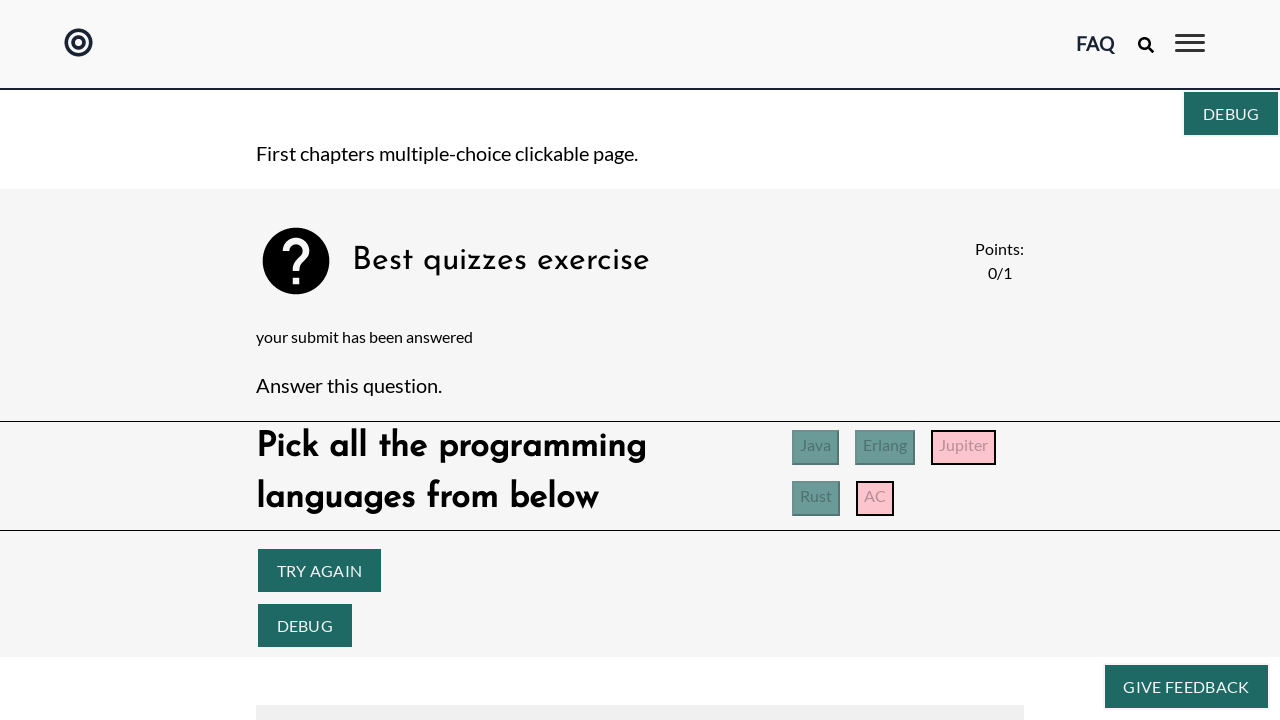 FAQ
DEBUG
First chapters multiple-choice clickable page.
Best quizzes exercise
Points:
0/1
your submit has been answered
Answer this question.
Pick all the programming
languages from below
Java Erlang Jupiter
Rust AC
TRY AGAIN
DEBUG
GIVE FEEDBACK